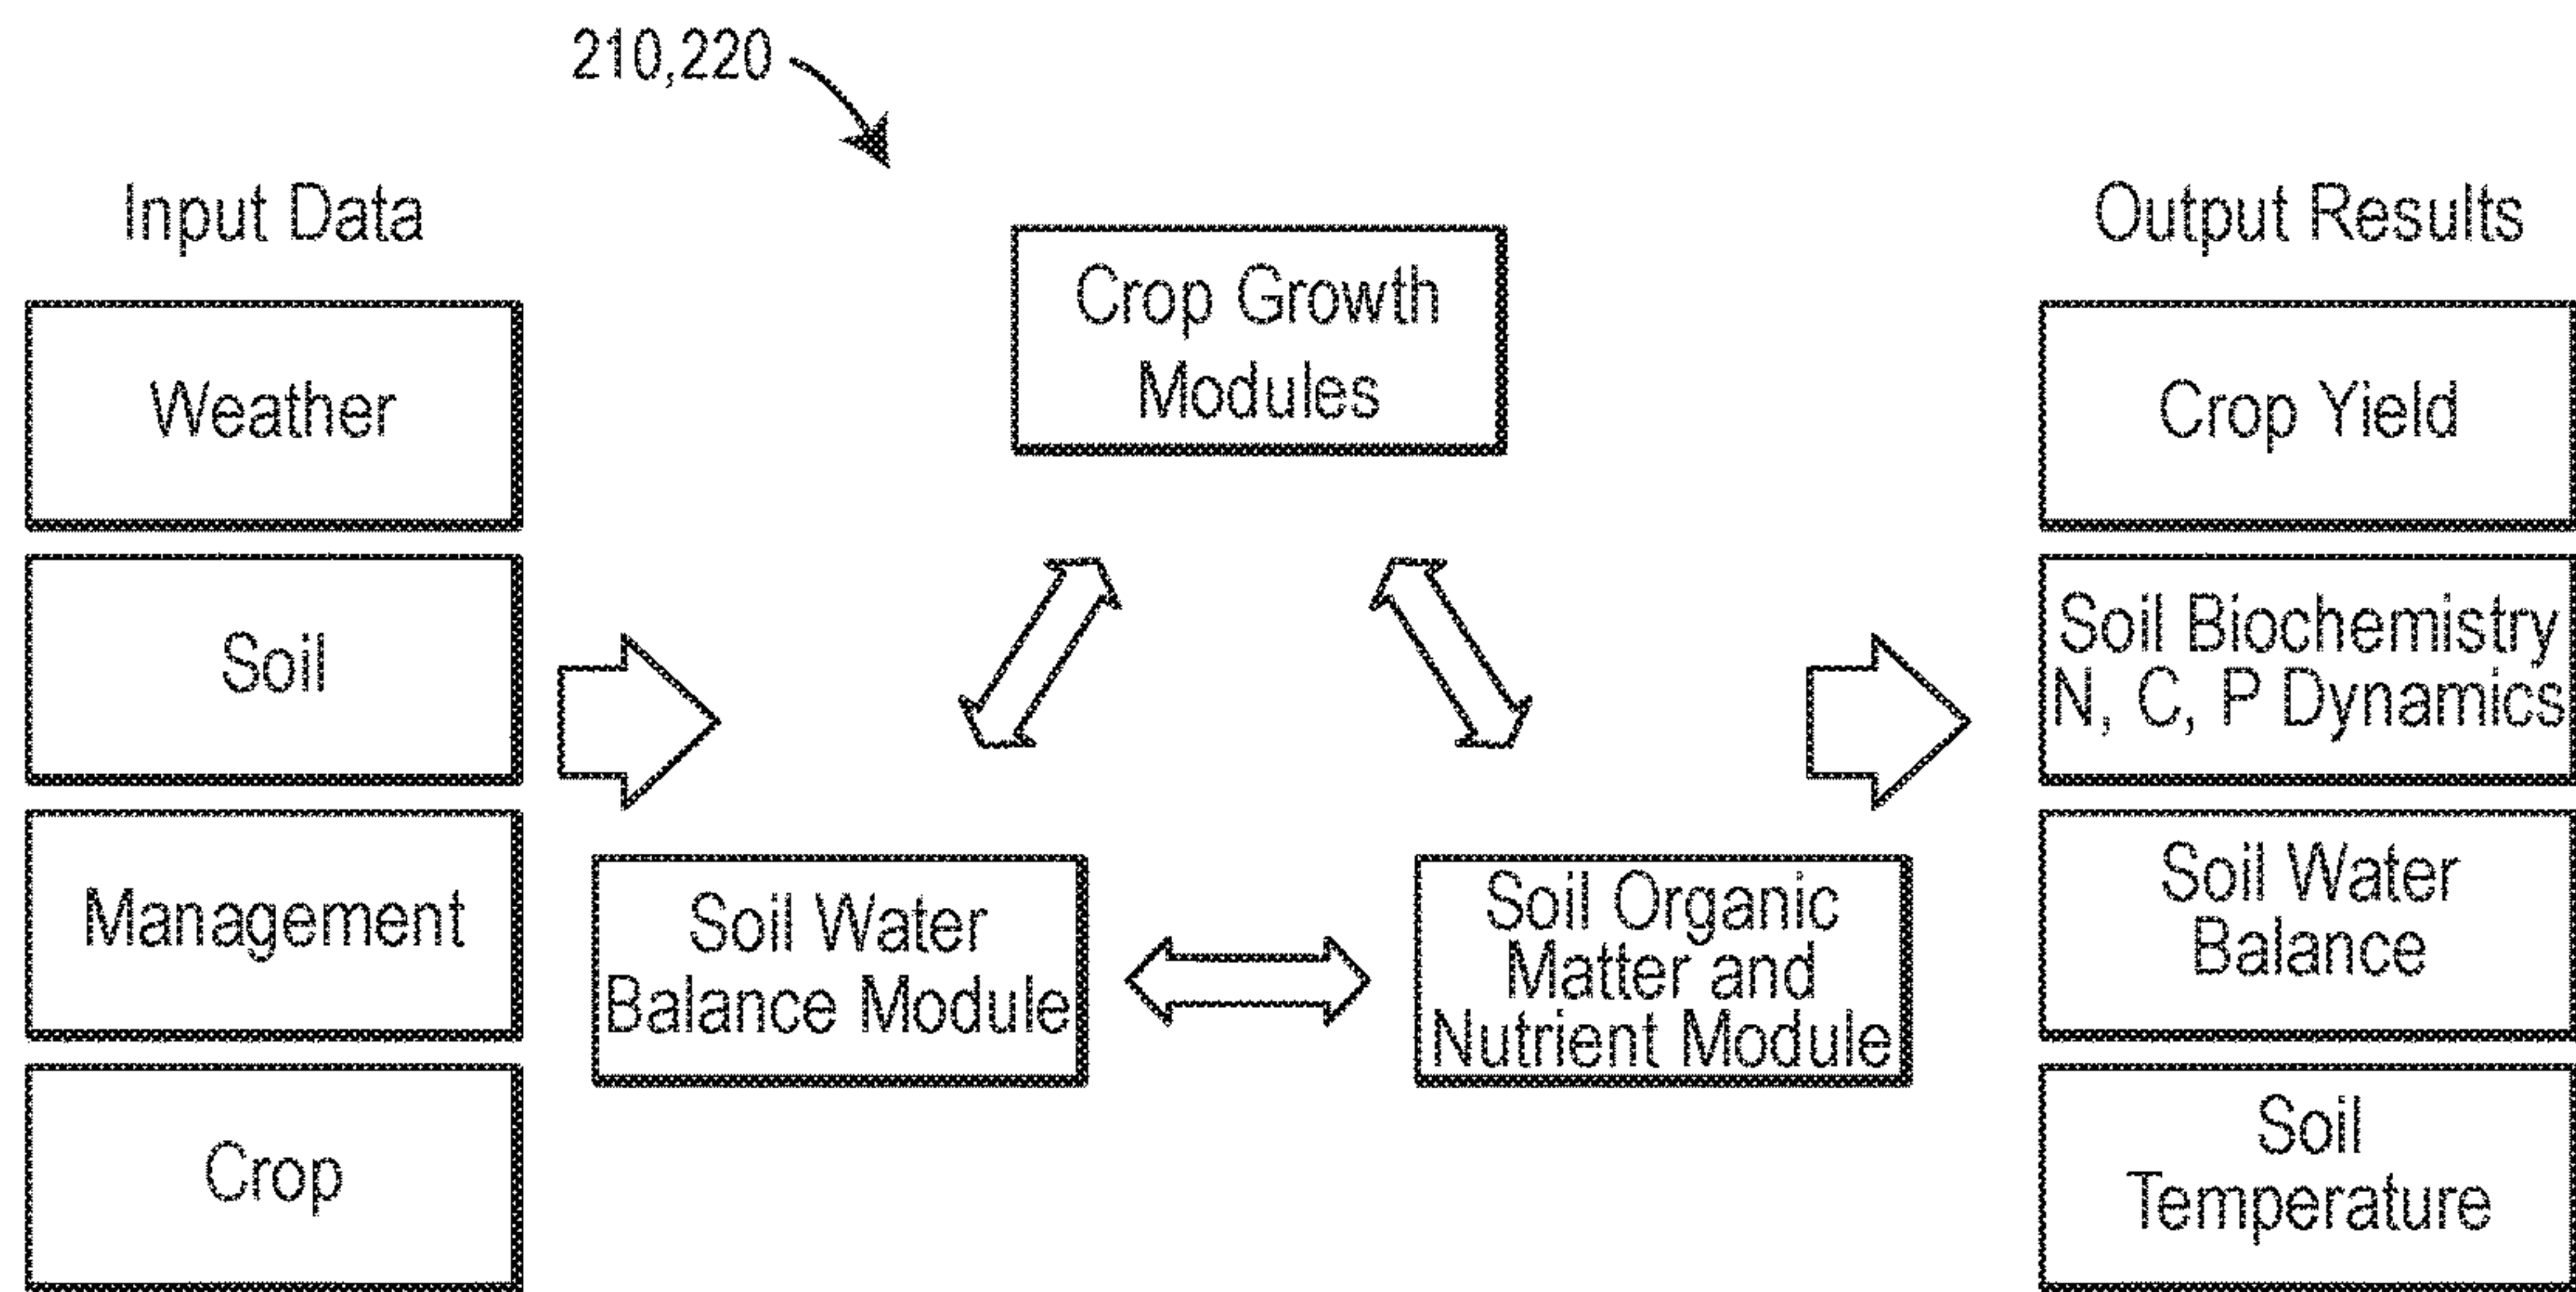 210,220
Input Data
Weather
Soil
Management
Crop
Crop Growth
Modules
Soil Water
Balance Module
Soil Organic
Matter and
Nutrient Module
Output Results
Crop Yield
Soil Biochemistry
N, C, P Dynamics
Soil Water
Balance
Soil
Temperature